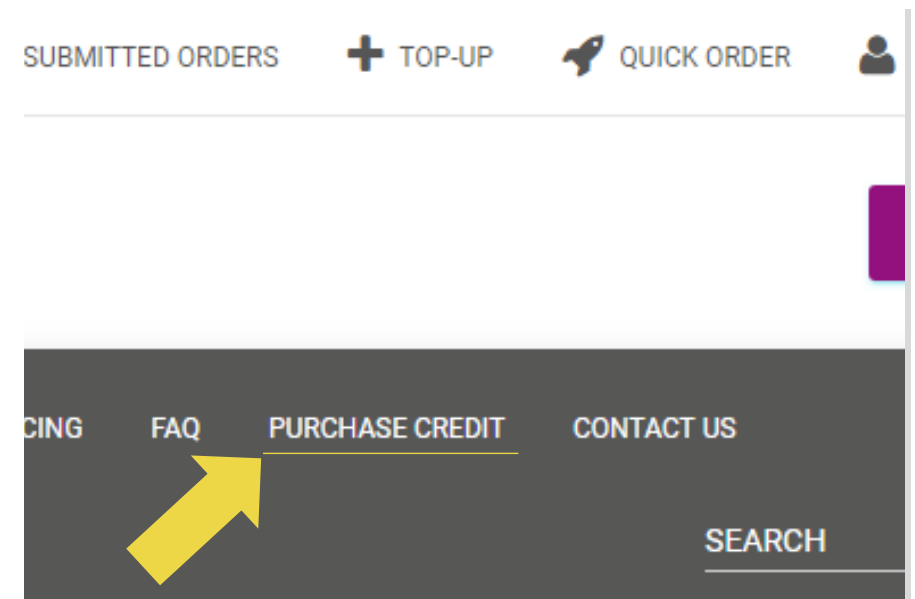 SUBMITTED ORDERS TOP-UP QUICK ORDER
CING FAQ PURCHASE CREDIT CONTACT US
SEARCH